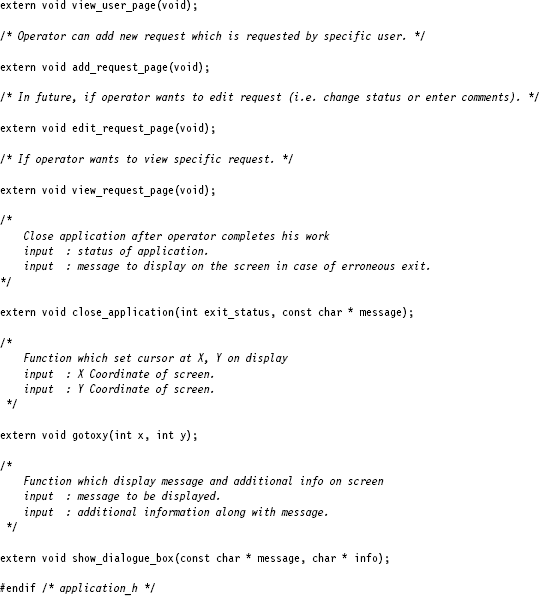 extern void view_user_page(void);
/* Operator can add new request which is requested by specific user. */
extern void add_request_page(void);
/* In future, if operator wants to edit request (i.e. change status or enter comments). */
extern void edit_request_page(void);
/* If operator wants to view specific request. */
extern void view_request_page(void);
/*
Close application after operator completes his work
input : status of application.
input : message to display on the screen in case of erroneous exit.
*/
extern void close_application(int exit_status, const char * message);
/*
Function which set cursor at X, Y on display
input : X Coordinate of screen.
input : Y Coordinate of screen.
*/
extern void gotoxy(int x, int y);
/*
Function which display message and additional info on screen
input : message to be displayed.
input : additional information along with message.
*/
extern void show_dialogue_box(const char * message, char * info);
#endif /* application_h */